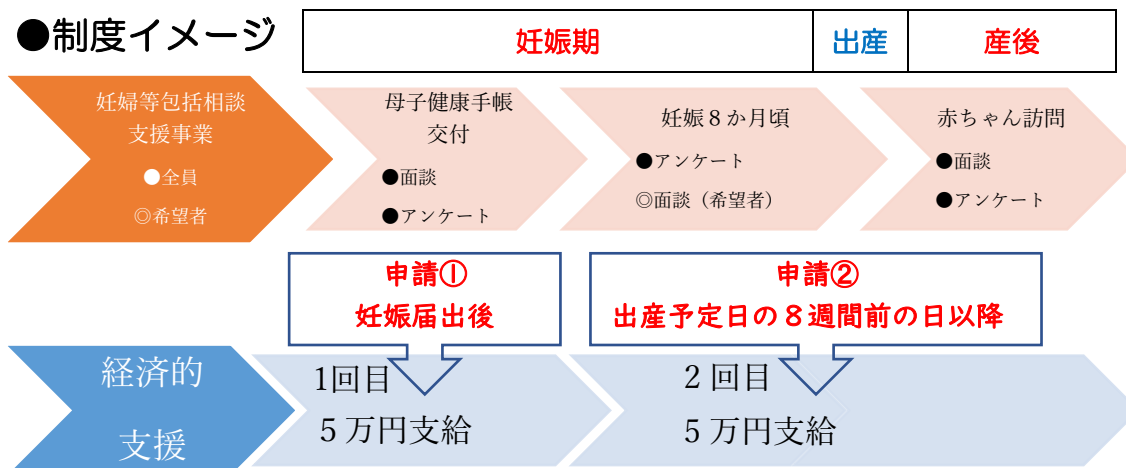 ●制度イメージ
妊娠期
出産
産後
妊婦等包括相談
支援事業
●全員
◎希望者
母子健康手帳
交付
●面談
●アンケート
妊娠８か月頃
●アンケート
◎面談（希望者）
赤ちゃん訪問
●面談
●アンケート
申請①
妊娠届出後
申請②
出産予定日の８週間前の日以降
経済的
支援
1回目
５万円支給
２回目
５万円支給